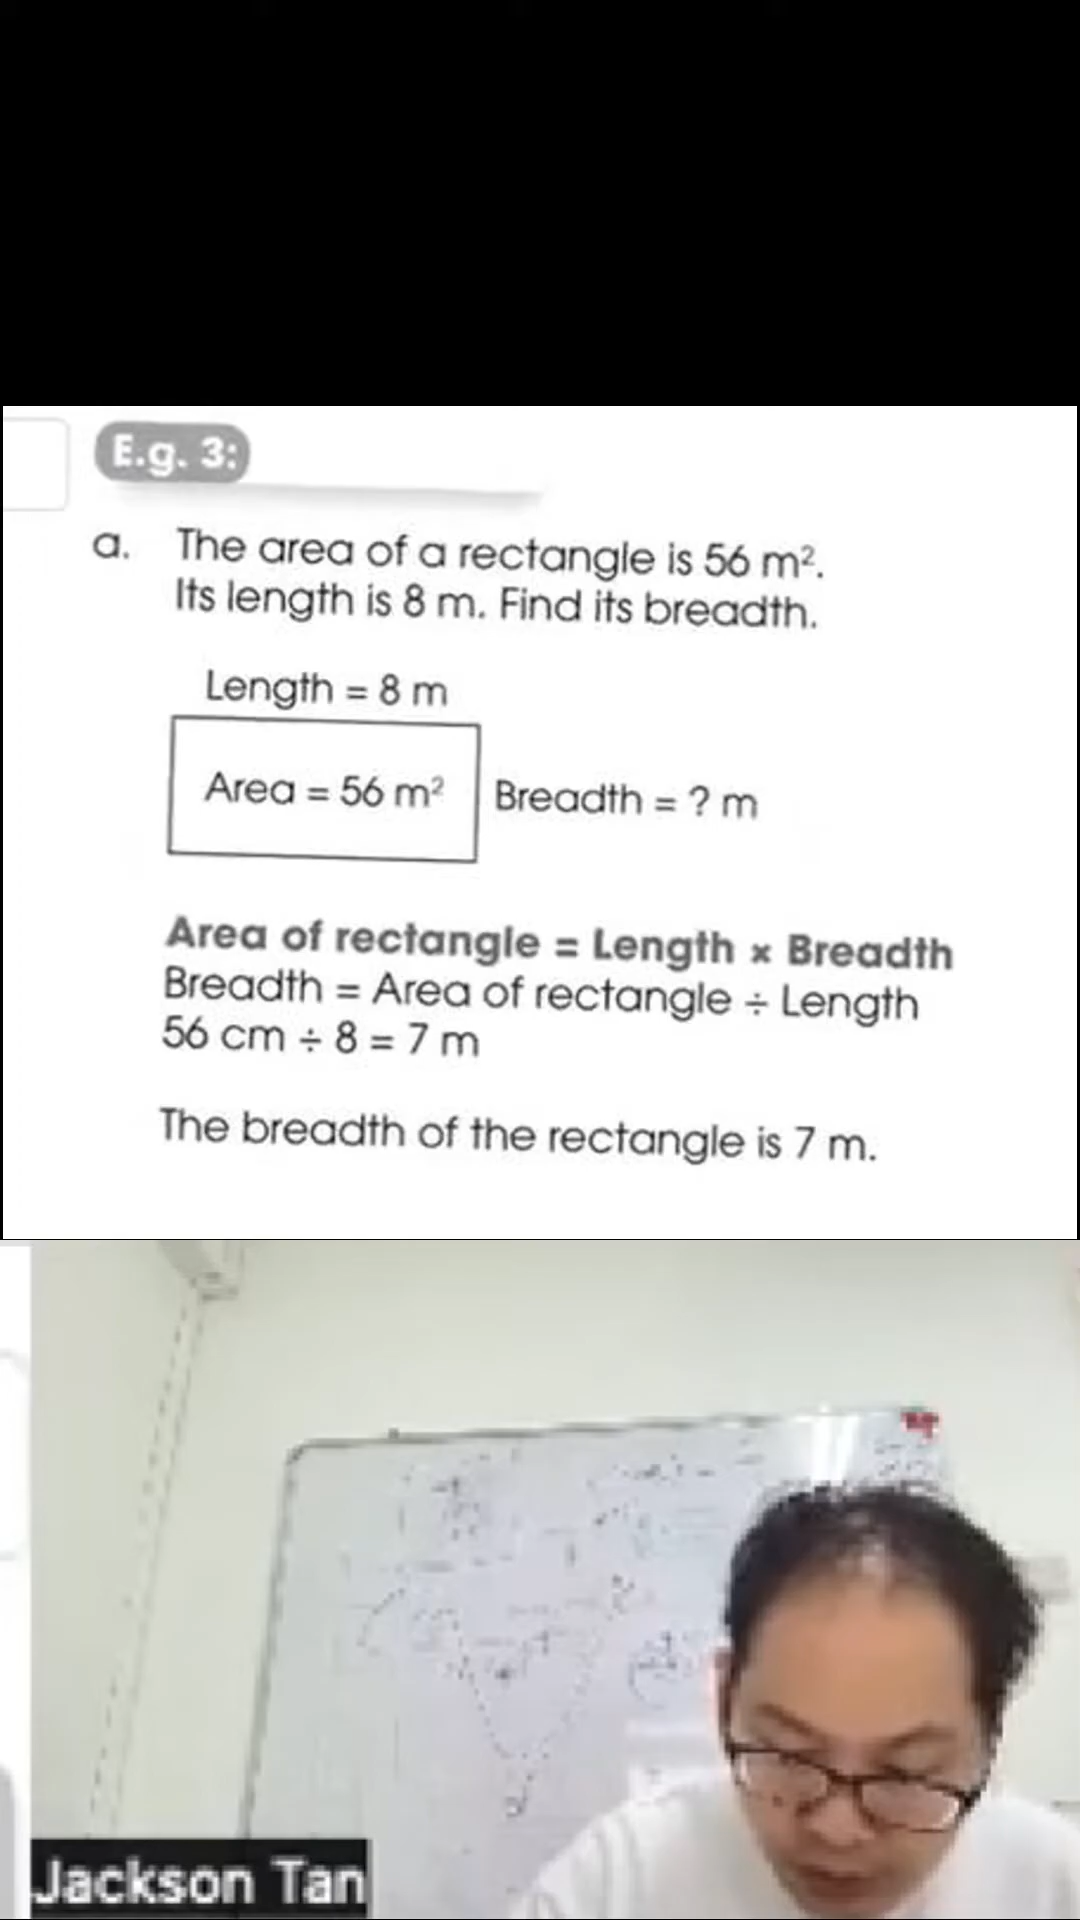 E.g. 3:
a. The area of a rectangle is 56 m².
Its length is 8 m. Find its breadth.
Length = 8 m
Area = 56 m²
Breadth = ? m
Area of rectangle = Length × Breadth
Breadth = Area of rectangle ÷ Length
56 cm ÷ 8 = 7 m
The breadth of the rectangle is 7 m.
Jackson Tan